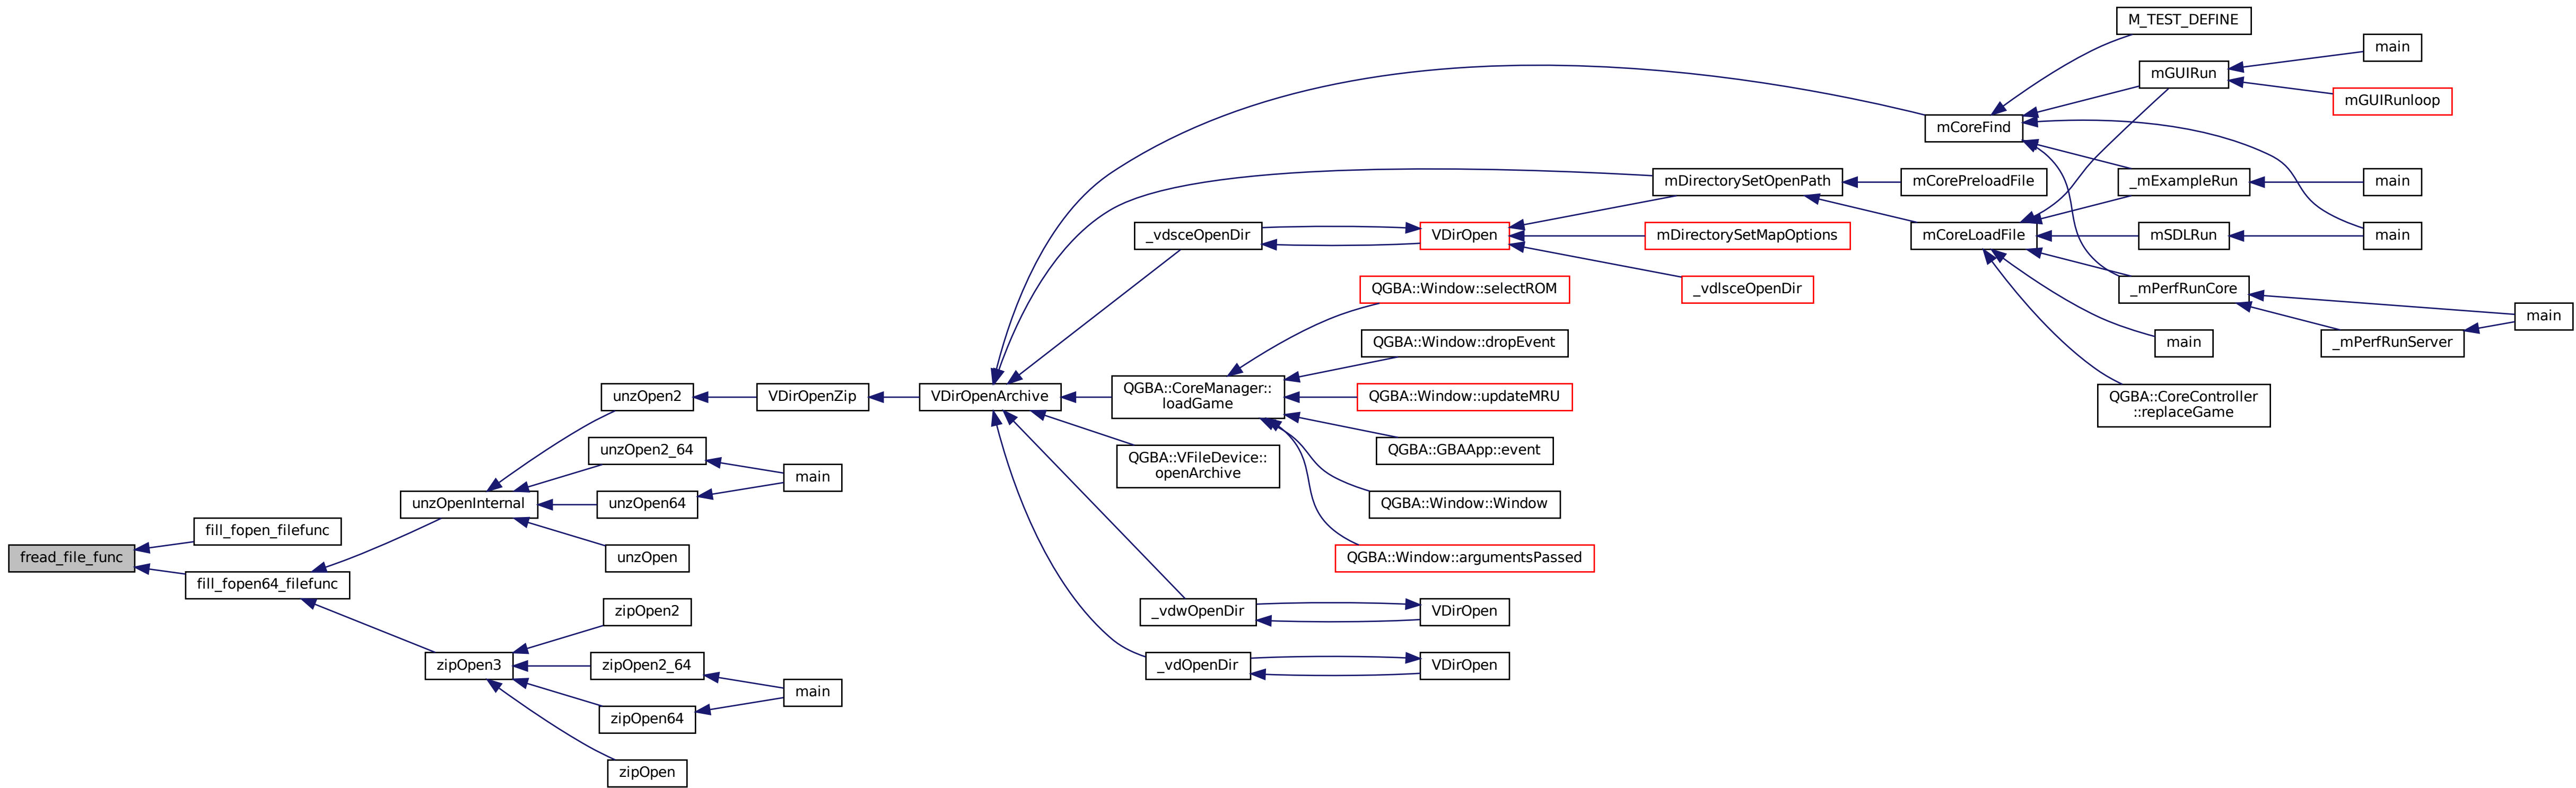 fread_file_func
fill_fopen_filefunc
fill_fopen64_filefunc
unzOpenInternal
zipOpen3
unzOpen2
unzOpen2_64
unzOpen64
unzOpen
zipOpen2
zipOpen2_64
zipOpen64
zipOpen
VDirOpenZip
main
main
VDirOpenArchive
_vdsceOpenDir
QGBA::CoreManager::
loadGame
QGBA::VFileDevice::
openArchive
_vdwOpenDir
_vdOpenDir
VDirOpen
QGBA::Window::selectROM
QGBA::Window::dropEvent
QGBA::Window::updateMRU
QGBA::GBAApp::event
QGBA::Window::Window
QGBA::Window::argumentsPassed
VDirOpen
VDirOpen
mDirectorySetOpenPath
mDirectorySetMapOptions
_vdlsceOpenDir
mCoreFind
mCorePreloadFile
mCoreLoadFile
M_TEST_DEFINE
mGUIRun
_mExampleRun
mSDLRun
_mPerfRunCore
main
QGBA::CoreController
::replaceGame
main
mGUIRunloop
main
main
_mPerfRunServer
main